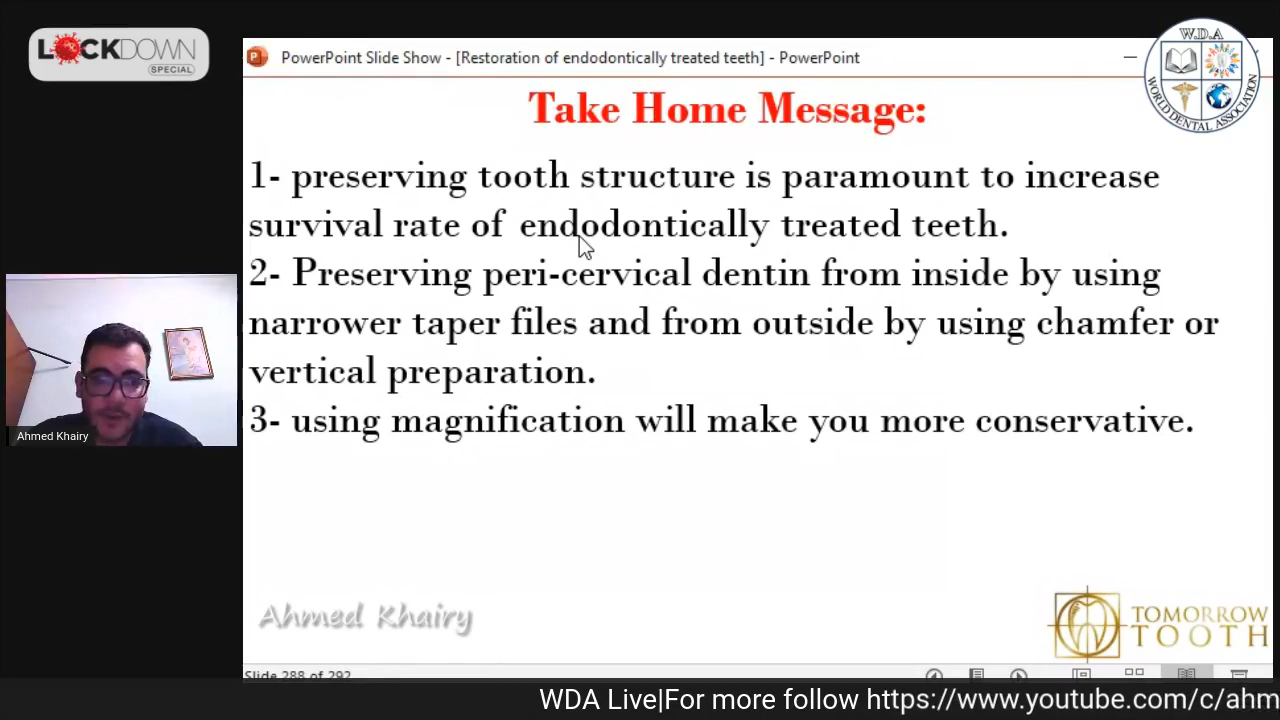 LOCKDOWN
SPECIAL
PowerPoint Slide Show - [Restoration of endodontically treated teeth] - PowerPoint
W.D.A
WORLD DENTAL ASSOCIATION
Take Home Message:
1- preserving tooth structure is paramount to increase
survival rate of endodontically treated teeth.
2- Preserving peri-cervical dentin from inside by using
narrower taper files and from outside by using chamfer or
vertical preparation.
3- using magnification will make you more conservative.
Ahmed Khairy
Ahmed Khairy
TOMORROW
TOOTH
Slide 288 of 292
WDA Live|For more follow https://www.youtube.com/c/ahm